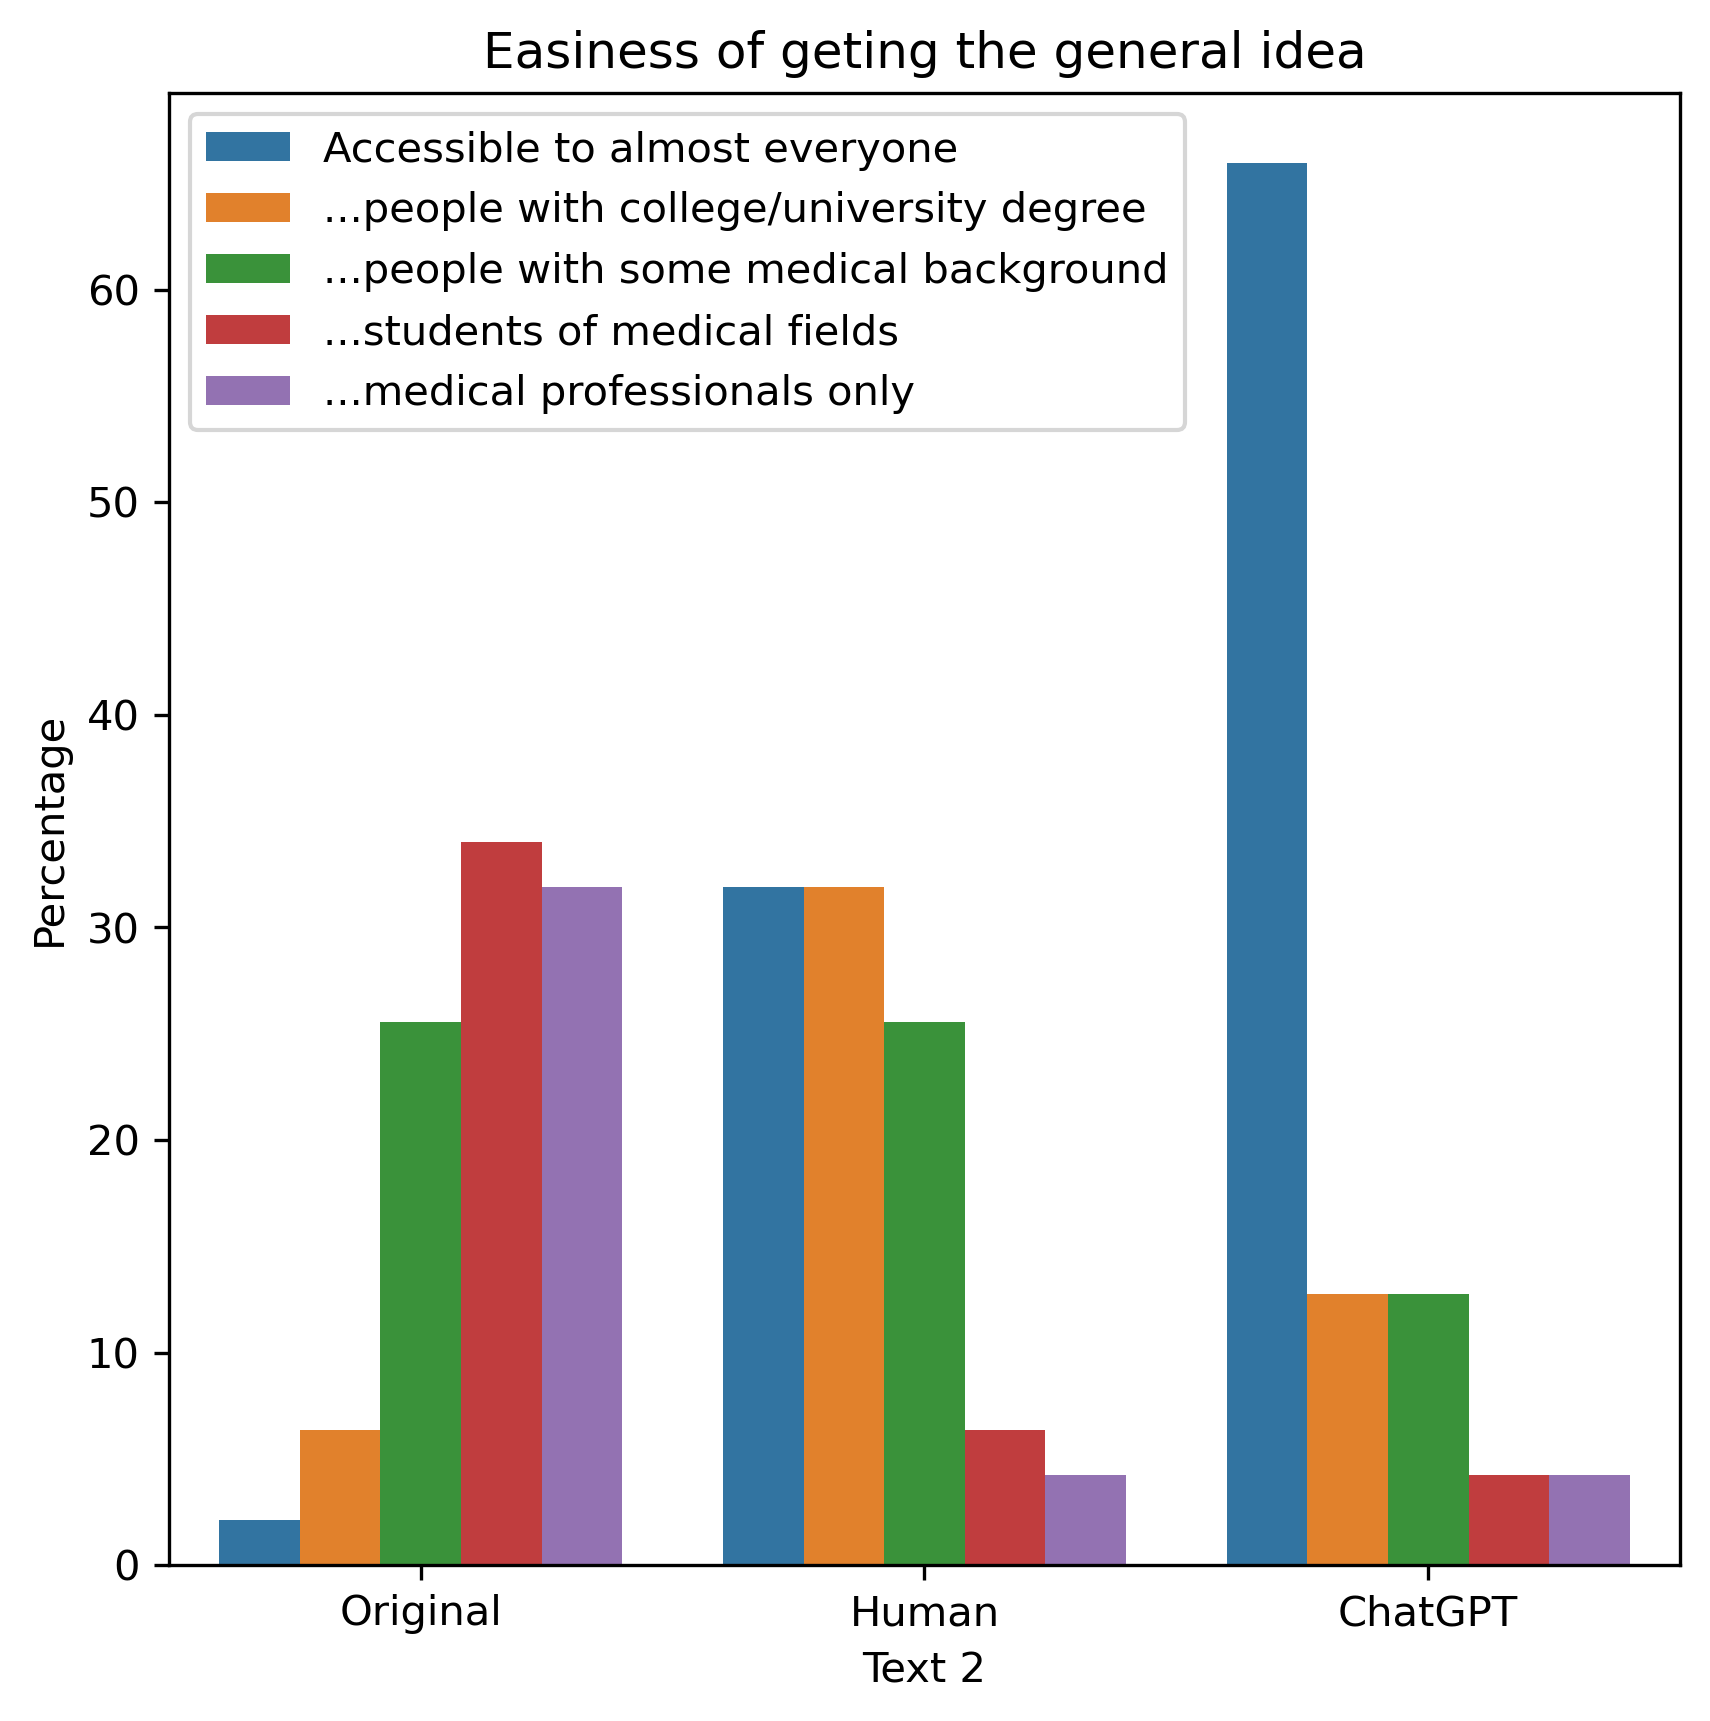 Easiness of geting the general idea
Accessible to almost everyone
...people with college/university degree
...people with some medical background
...students of medical fields
...medical professionals only
Percentage
60
50
40
30
20
10
0
Original Human ChatGPT
Text 2